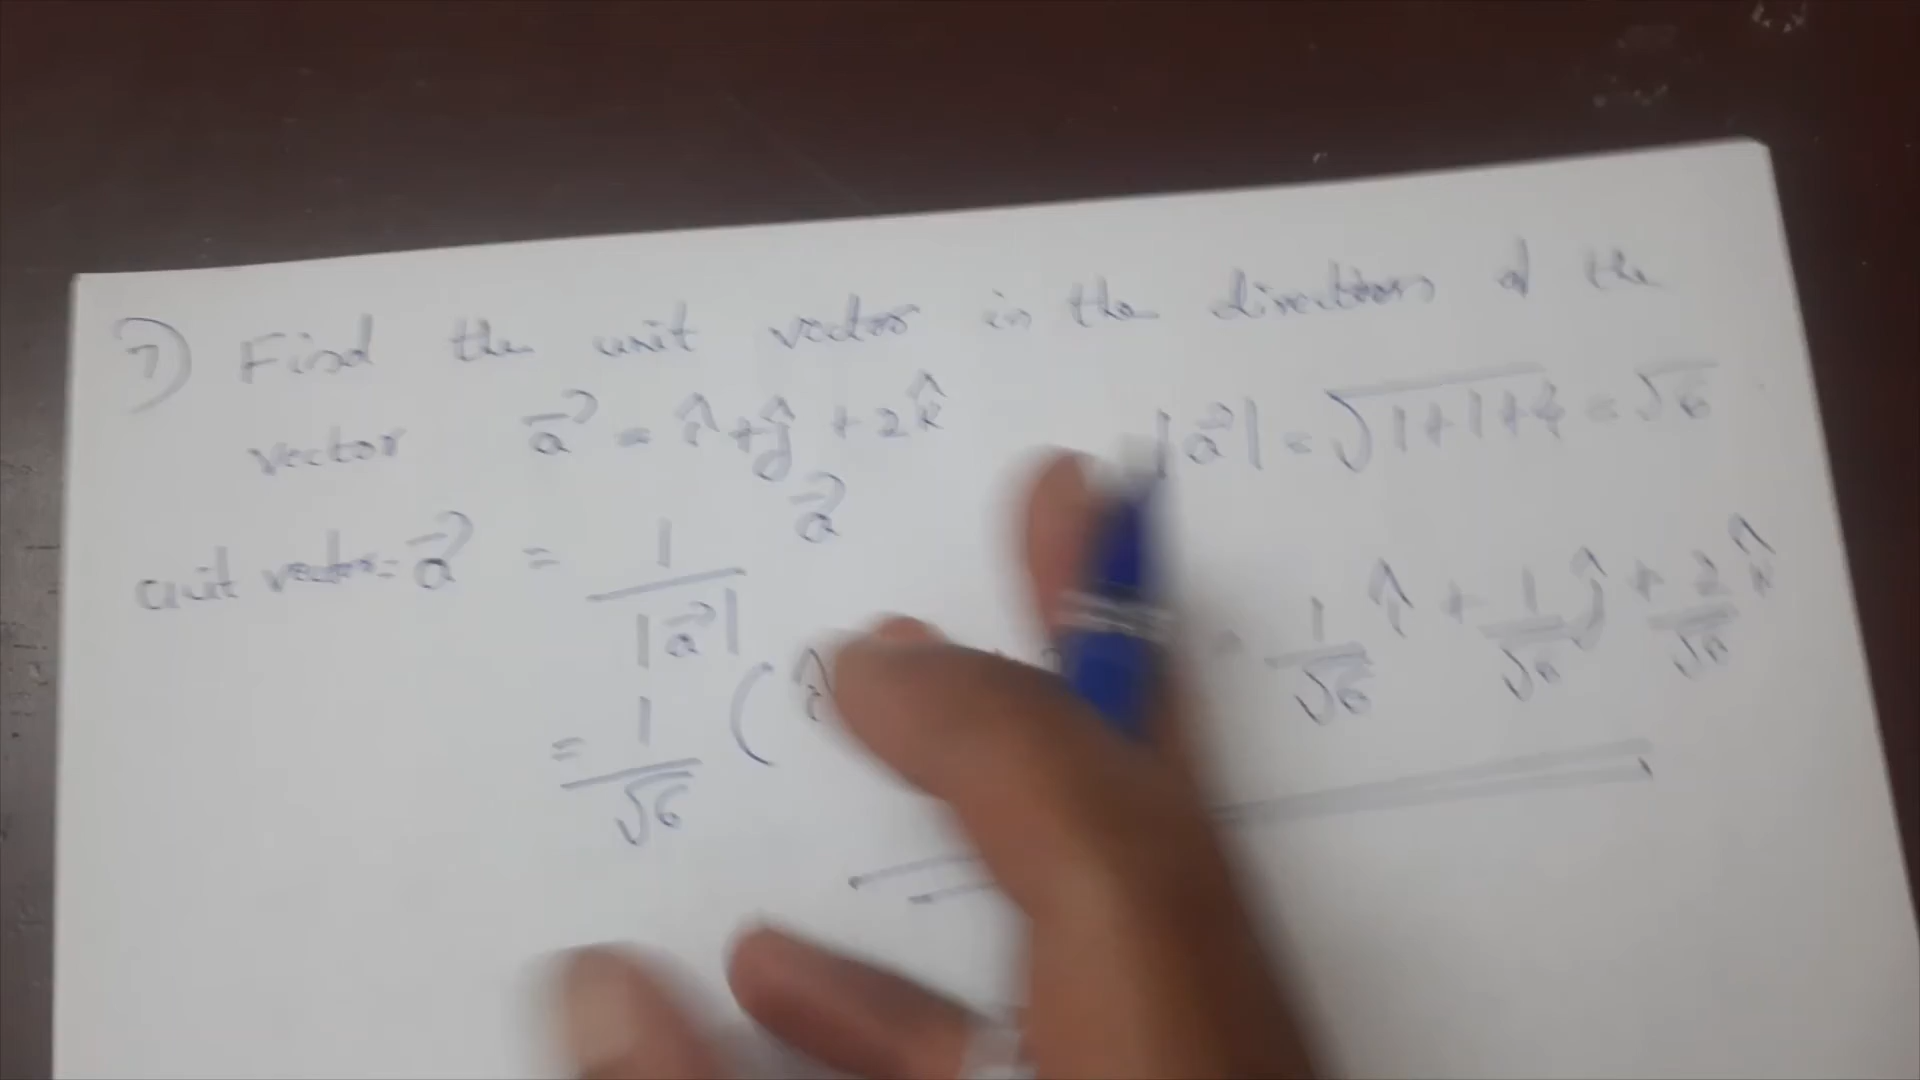 7) Find the unit vector in the direction of the
vector a⃗ = î + ĵ + 2k̂
|a⃗| = √1+1+4 = √6
unit vector a⃗ = 1/|a⃗| a⃗
= 1/√6 ( î
= 1/√6 î + 1/√6 ĵ + 2/√6 k̂